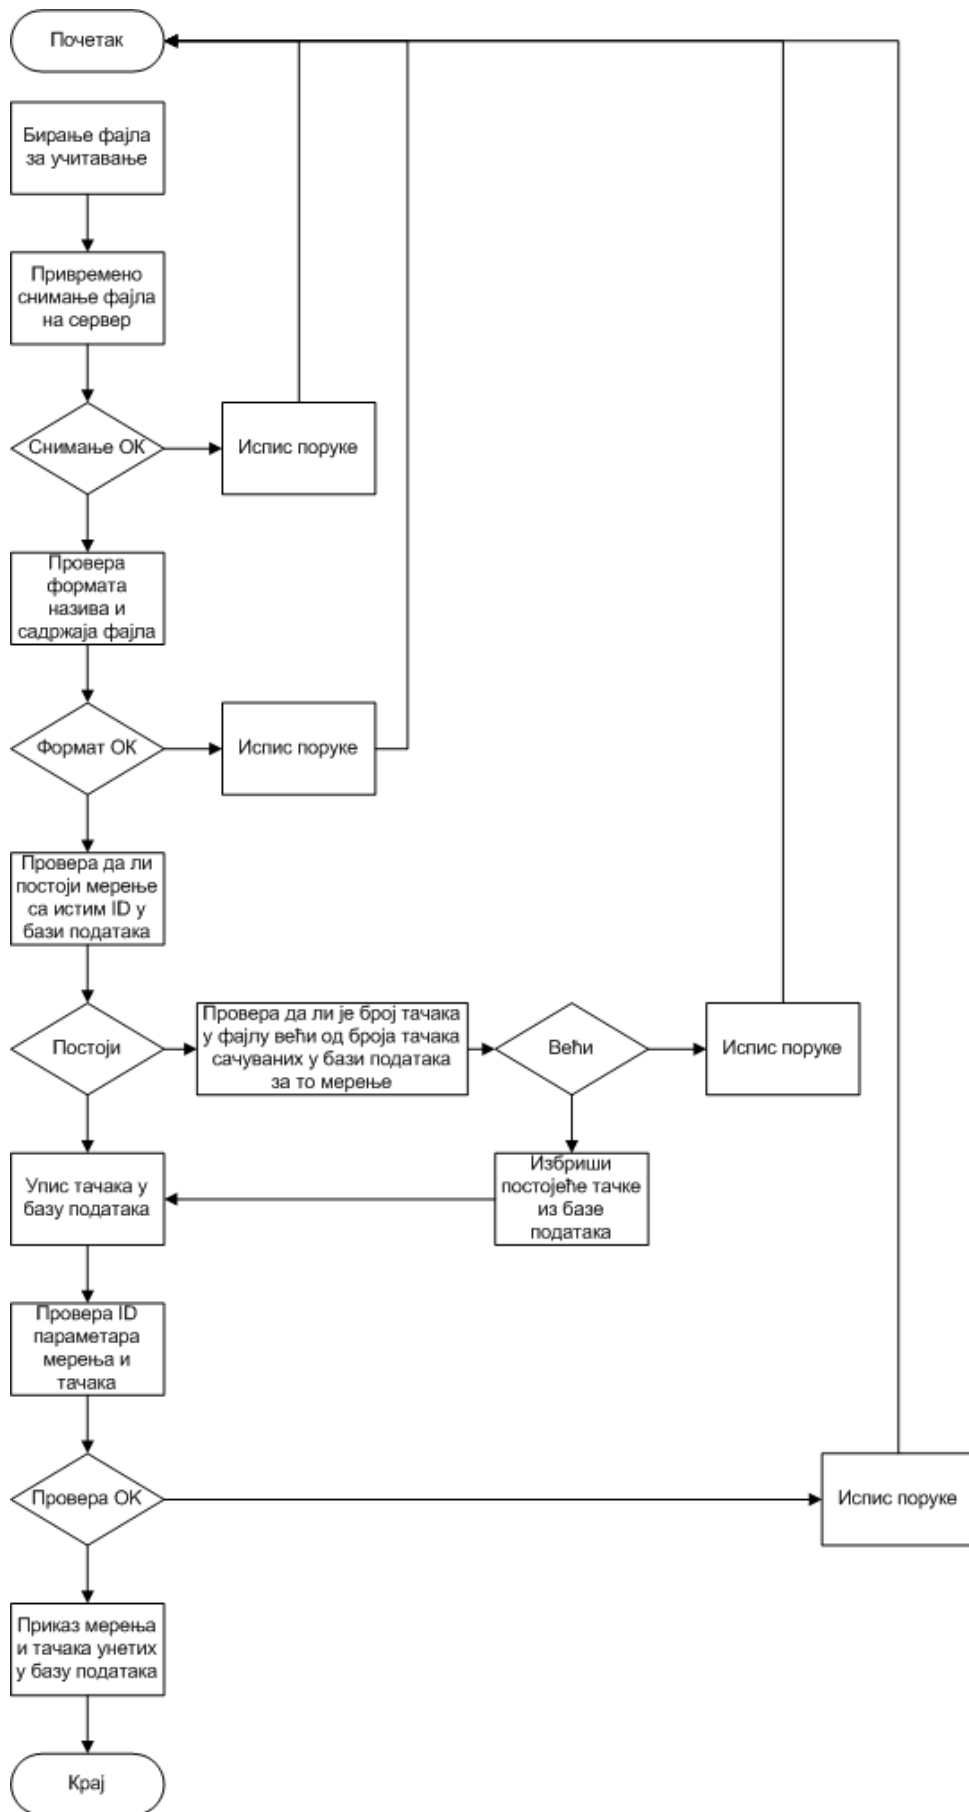 Почетак
Бирање фајла
за учитавање
Привремено
снимање фајла
на сервер
Снимање ОК
Испис поруке
Провера
формата
назива и
садржаја фајла
Формат ОК
Испис поруке
Провера да ли
постоји мерење
са истим ID у
бази података
Постоји
Провера да ли је број тачака
у фајлу већи од броја тачака
сачуваних у бази података
за то мерење
Већи
Испис поруке
Упис тачака у
базу података
Избриши
постојеће тачке
из базе
података
Провера ID
параметара
мерења и
тачака
Провера ОК
Испис поруке
Приказ мерења
и тачака унетих
у базу података
Крај